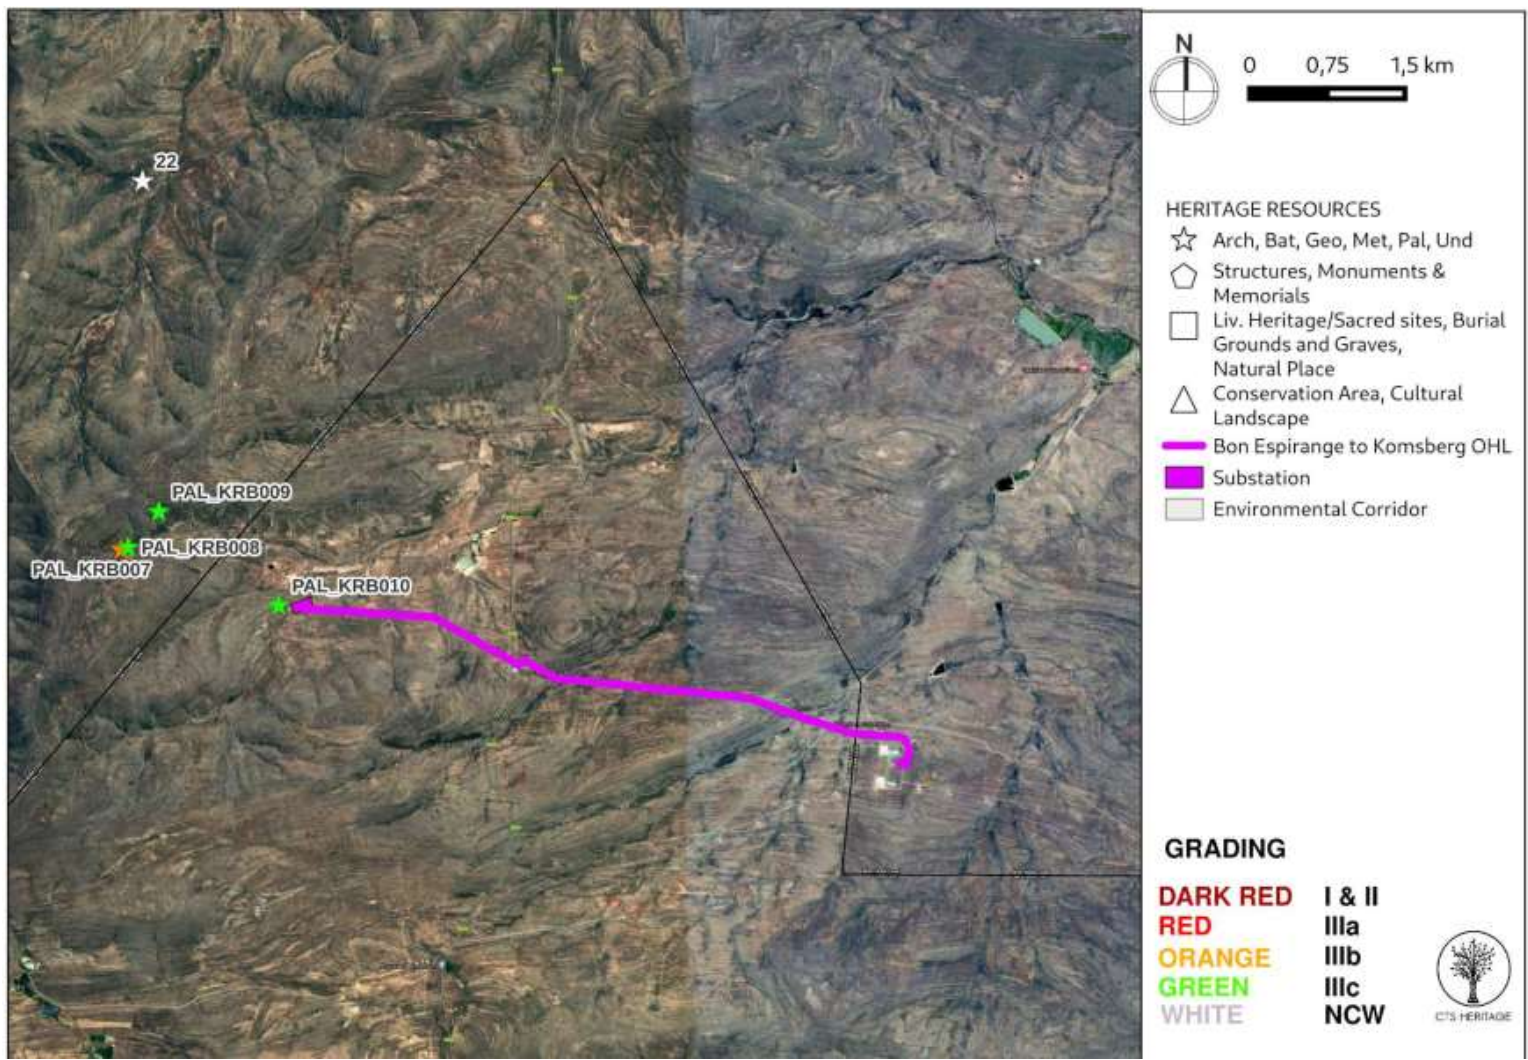 22
PAL_KRB009
PAL_KRB008
PAL_KRB007
PAL_KRB010
N
0 0,75 1,5 km
HERITAGE RESOURCES
Arch, Bat, Geo, Met, Pal, Und
Structures, Monuments &
Memorials
Liv. Heritage/Sacred sites, Burial
Grounds and Graves,
Natural Place
Conservation Area, Cultural
Landscape
Bon Espirange to Komsberg OHL
Substation
Environmental Corridor
GRADING
DARK RED I & II
RED IIIa
ORANGE IIIb
GREEN IIIc
WHITE NCW
CTS HERITAGE